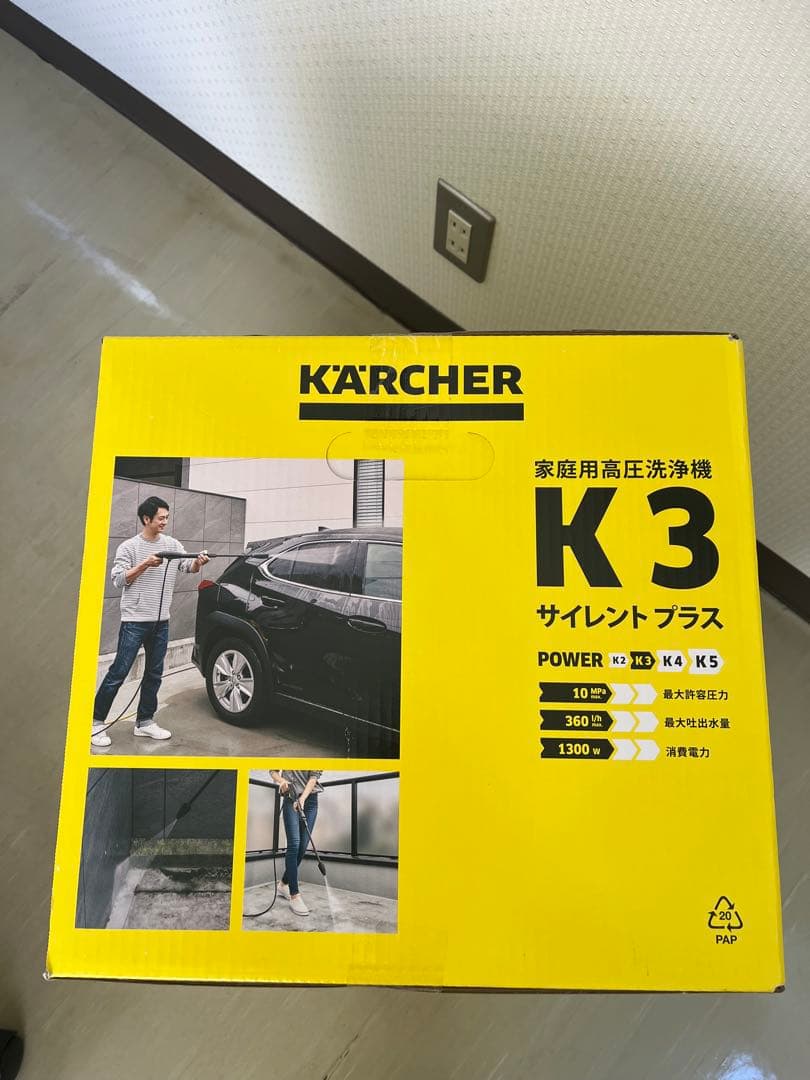 KÄRCHER
家庭用高圧洗浄機
K 3
サイレント プラス
POWER K2 K3 K4 K5
10 MPa max. 最大許容圧力
360 l/h max. 最大吐出水量
1300 W 消費電力
20
PAP